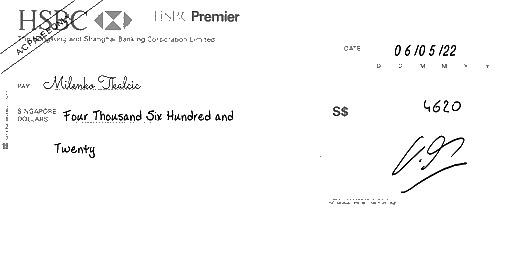 HSBC HSBC Premier
The Hongkong and Shanghai Banking Corporation Limited
A/C PAYEE ONLY
DATE 06/05/22
D D M M Y Y
PAY Milenko Tkalcic
SINGAPORE DOLLARS Four Thousand Six Hundred and
Twenty
S$ 4620